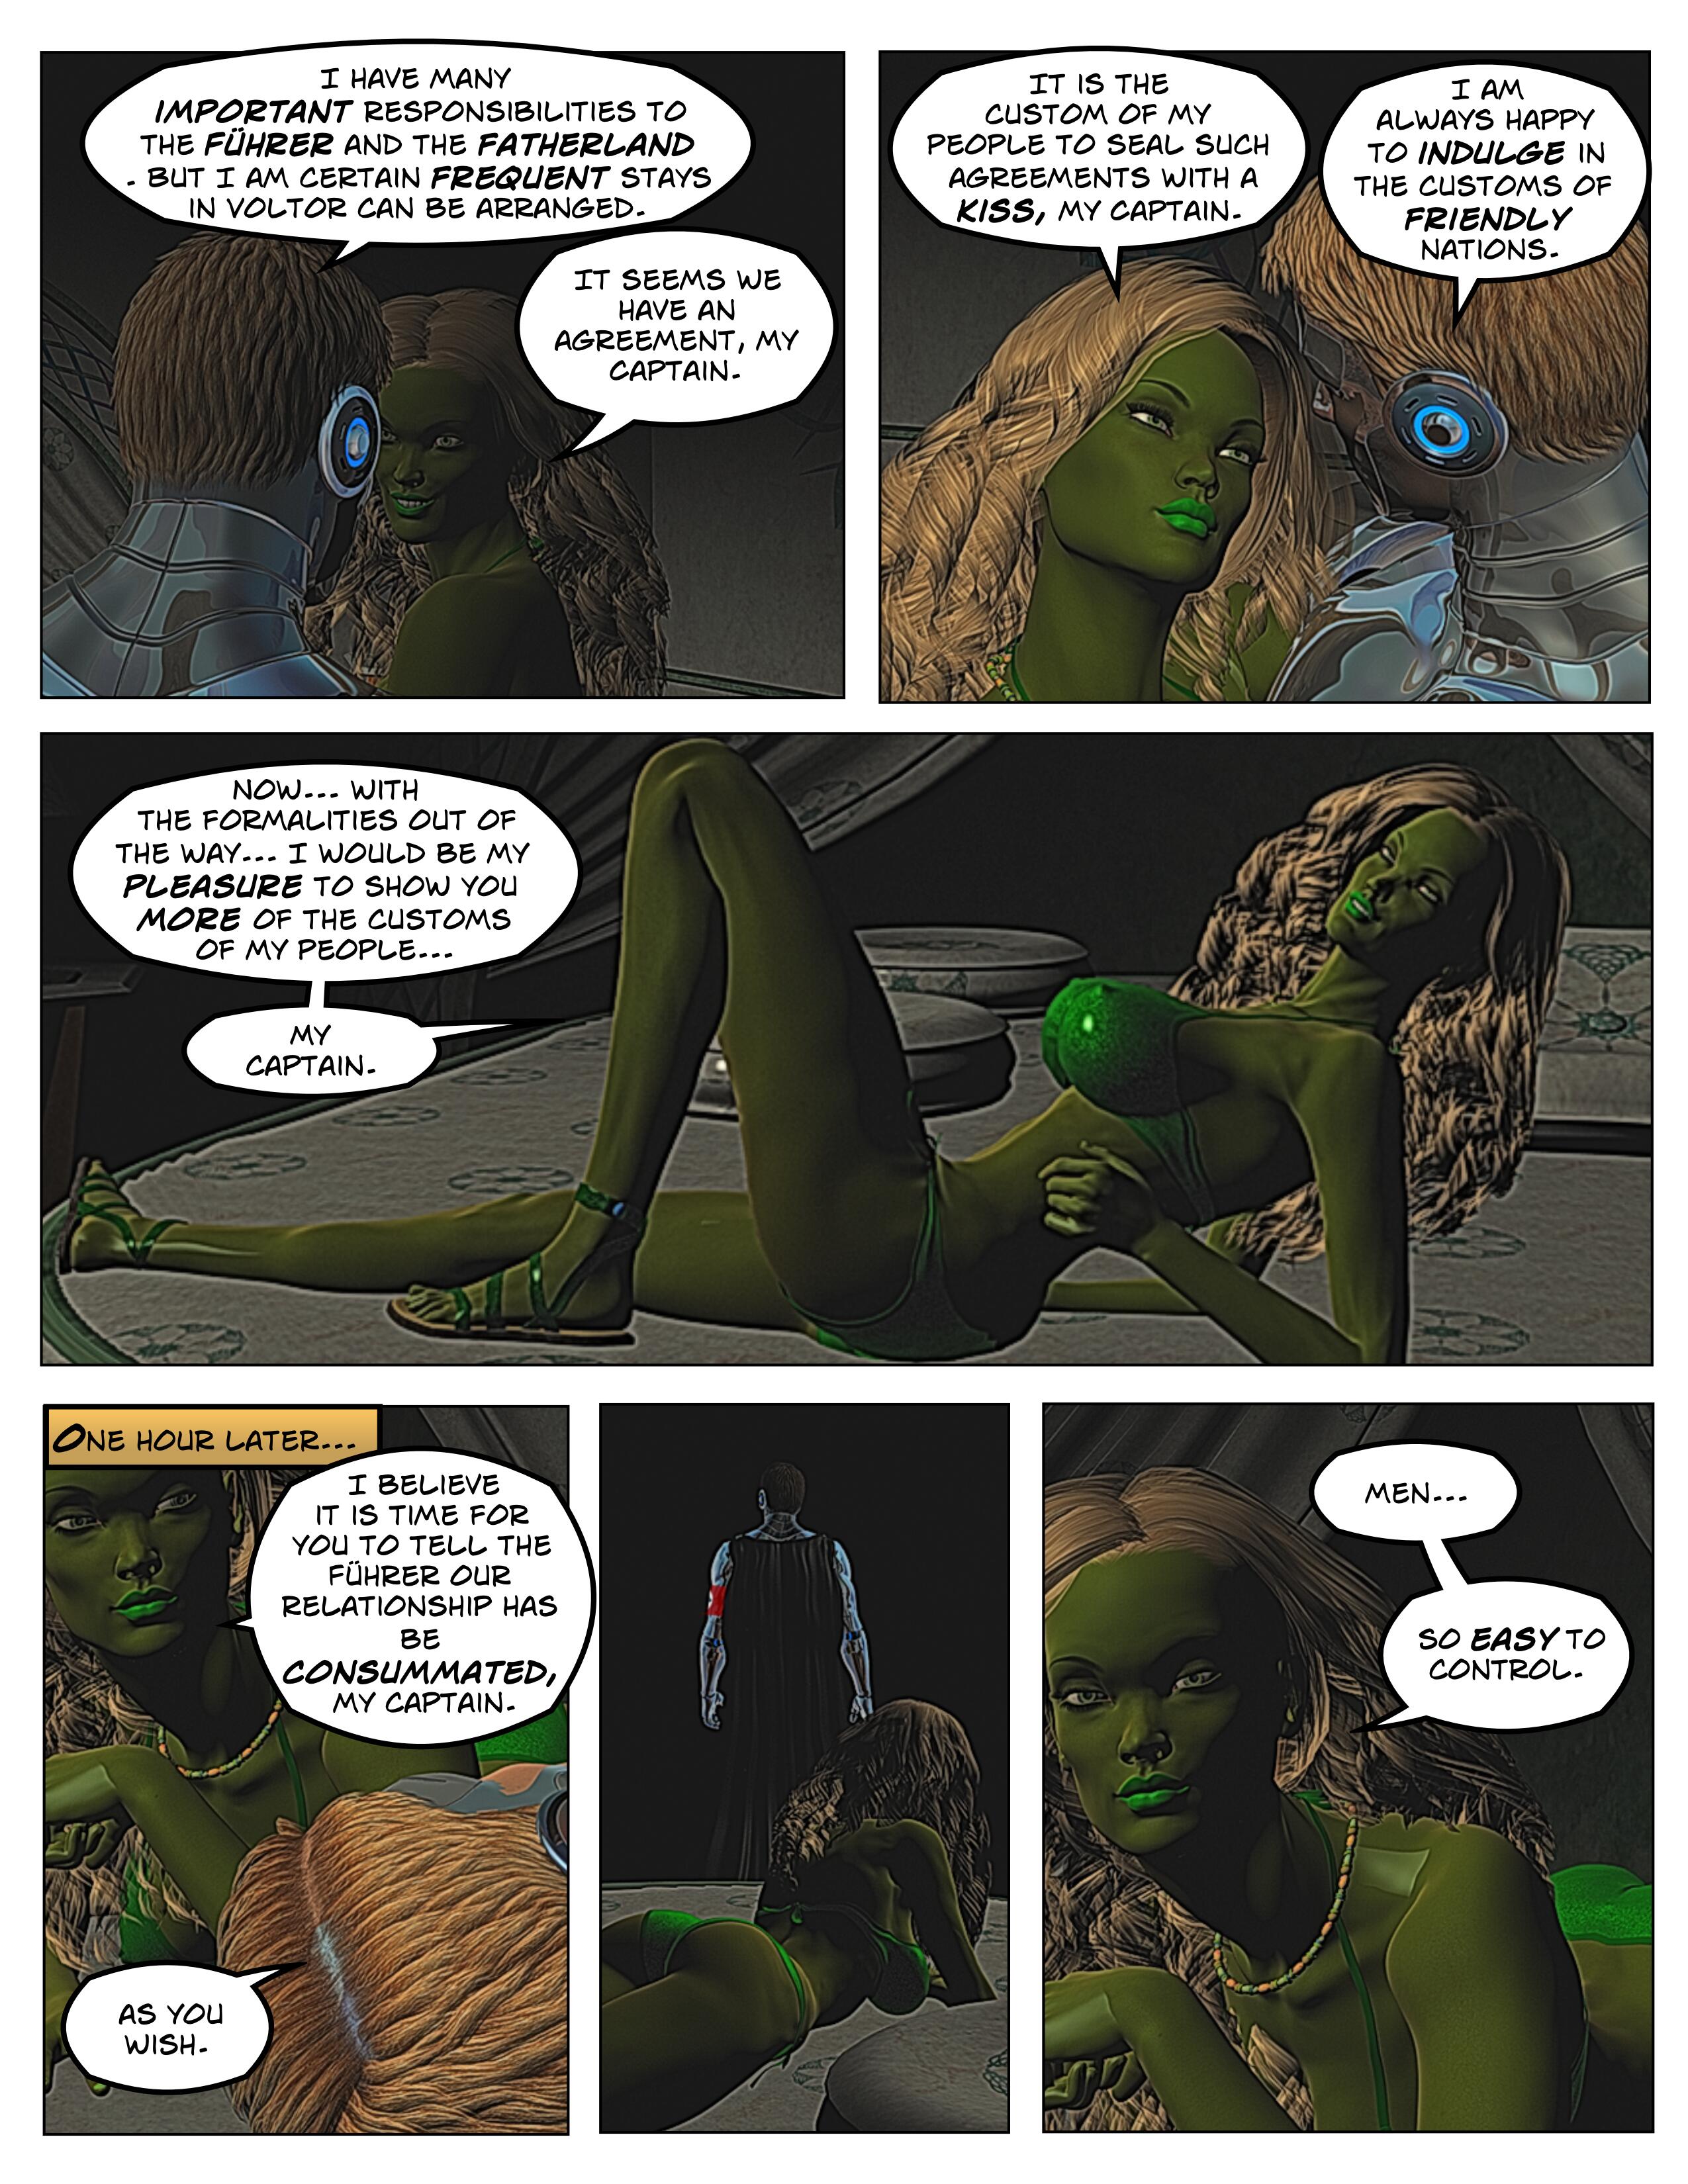 I HAVE MANY
IMPORTANT RESPONSIBILITIES TO
THE FÜHRER AND THE FATHERLAND
- BUT I AM CERTAIN FREQUENT STAYS
IN VOLTOR CAN BE ARRANGED.
IT SEEMS WE
HAVE AN
AGREEMENT, MY
CAPTAIN.
IT IS THE
CUSTOM OF MY
PEOPLE TO SEAL SUCH
AGREEMENTS WITH A
KISS, MY CAPTAIN.
I AM
ALWAYS HAPPY
TO INDULGE IN
THE CUSTOMS OF
FRIENDLY
NATIONS.
NOW... WITH
THE FORMALITIES OUT OF
THE WAY... I WOULD BE MY
PLEASURE TO SHOW YOU
MORE OF THE CUSTOMS
OF MY PEOPLE...
MY
CAPTAIN.
ONE HOUR LATER...
I BELIEVE
IT IS TIME FOR
YOU TO TELL THE
FÜHRER OUR
RELATIONSHIP HAS
BE
CONSUMMATED,
MY CAPTAIN.
AS YOU
WISH.
MEN...
SO EASY TO
CONTROL.